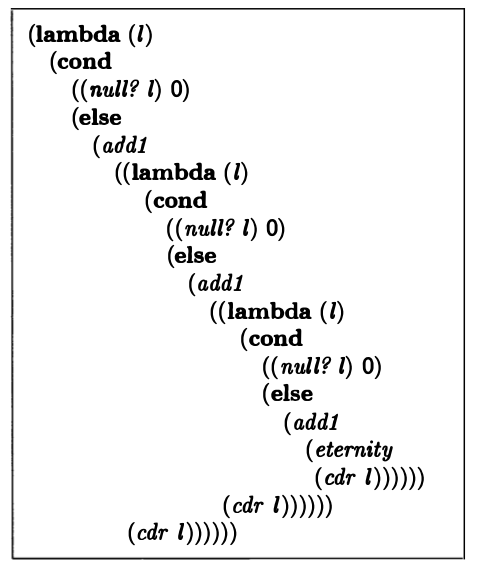 (lambda (l)
(cond
((null? l) 0)
(else
(add1
((lambda (l)
(cond
((null? l) 0)
(else
(add1
((lambda (l)
(cond
((null? l) 0)
(else
(add1
(eternity
(cdr l))))))
(cdr l))))))
(cdr l))))))